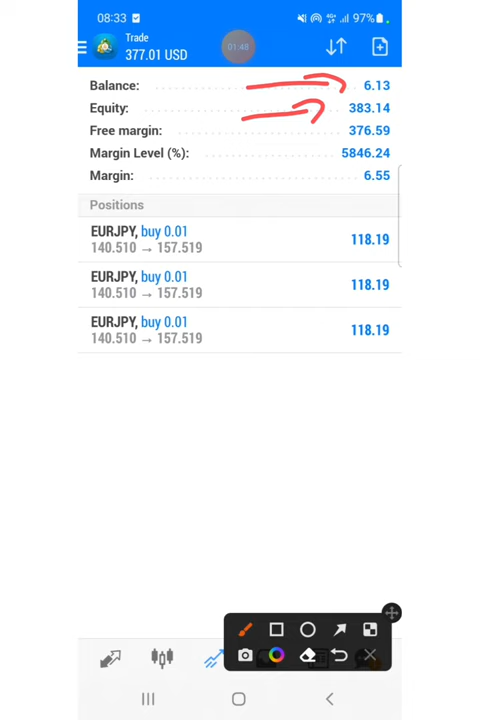 08:33 97%
Trade
377.01 USD
01:48
Balance: 6.13
Equity: 383.14
Free margin: 376.59
Margin Level (%): 5846.24
Margin: 6.55
Positions
EURJPY, buy 0.01 118.19
140.510 → 157.519
EURJPY, buy 0.01 118.19
140.510 → 157.519
EURJPY, buy 0.01 118.19
140.510 → 157.519